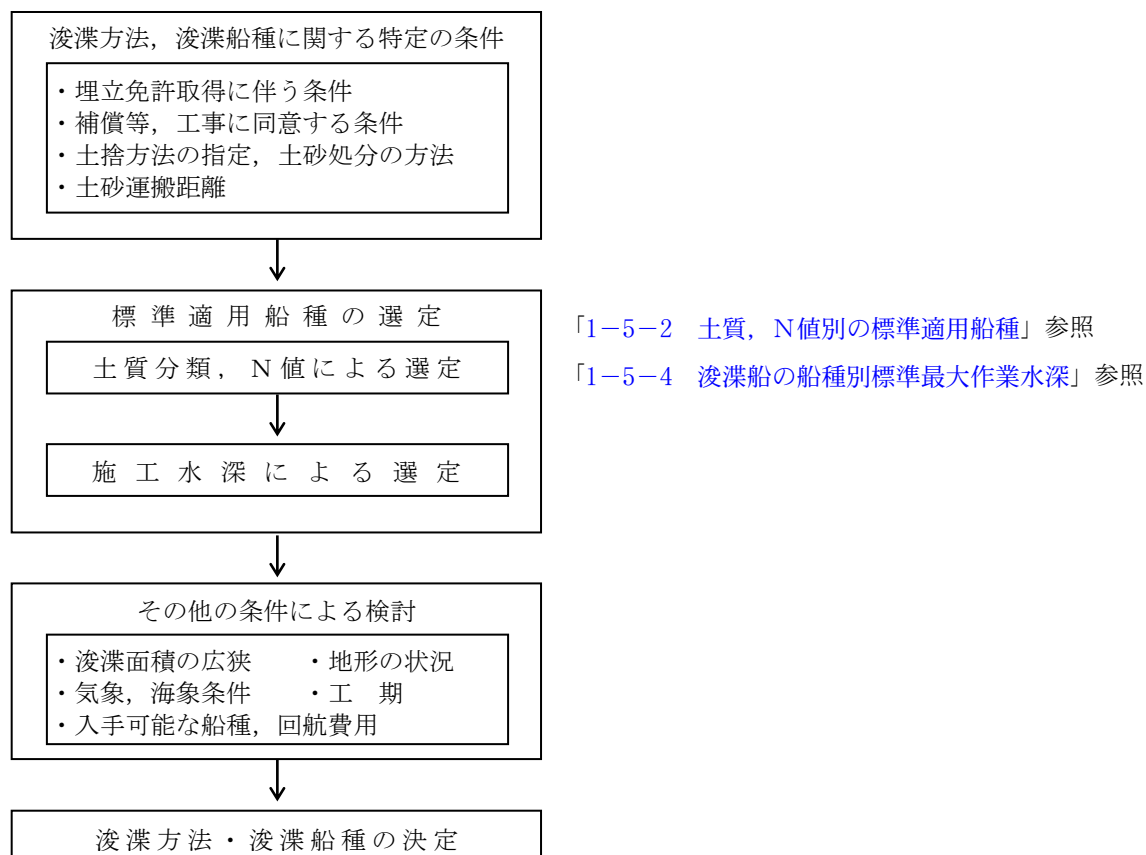 浚渫方法，浚渫船種に関する特定の条件
・埋立免許取得に伴う条件
・補償等，工事に同意する条件
・土捨方法の指定，土砂処分の方法
・土砂運搬距離
標準適用船種の選定
土質分類，Ｎ値による選定
施工水深による選定
「1－5－2　土質，Ｎ値別の標準適用船種」参照
「1－5－4　浚渫船の船種別標準最大作業水深」参照
その他の条件による検討
・浚渫面積の広狭　　・地形の状況
・気象，海象条件　　・工　期
・入手可能な船種，回航費用
浚渫方法・浚渫船種の決定